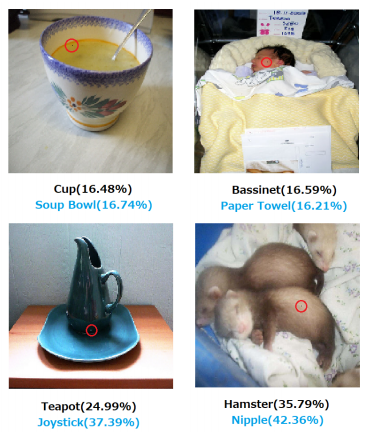 Cup(16.48%)
Soup Bowl(16.74%)
Bassinet(16.59%)
Paper Towel(16.21%)
Teapot(24.99%)
Joystick(37.39%)
Hamster(35.79%)
Nipple(42.36%)